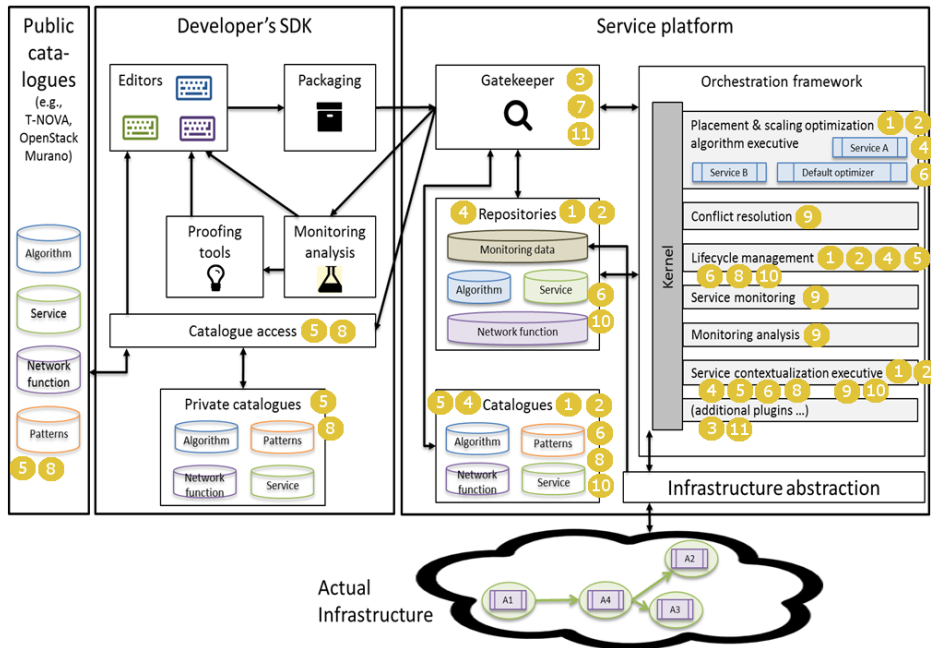 Public
cata-
logues
(e.g.,
T-NOVA,
OpenStack
Murano)
Algorithm
Service
Network
function
Patterns
5 8
Developer's SDK
Editors
Packaging
Proofing
tools
Monitoring
analysis
Catalogue access 5 8
Private catalogues 5
8
Algorithm
Patterns
Network
function
Service
Service platform
Gatekeeper 3
7
11
4 Repositories 1 2
Monitoring data
Algorithm
Service
6
Network function
10
5 4 Catalogues 1 2
Algorithm
Patterns
6
8
Network
function
Service
10
Orchestration framework
Kernel
Placement & scaling optimization 1 2
algorithm executive
Service A
4
Service B
Default optimizer
6
Conflict resolution 9
Lifecycle management 1 2 4 5
6 8 10
Service monitoring 9
Monitoring analysis 9
Service contextualization executive 1 2
4 5 6 8 9 10
(additional plugins ...)
3 11
Infrastructure abstraction
Actual
Infrastructure
A1
A4
A2
A3